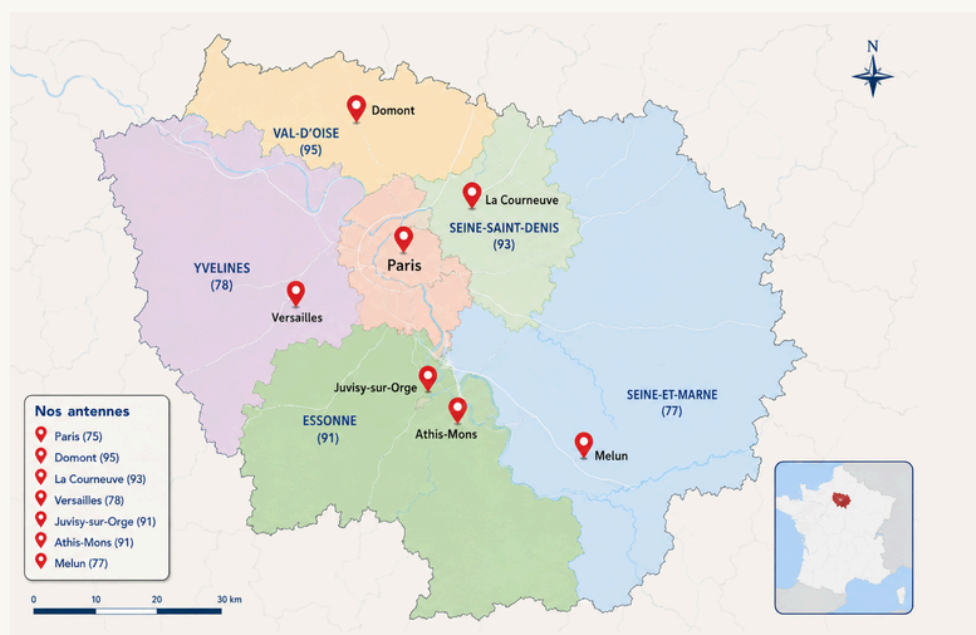 N
Domont
VAL-D'OISE
(95)
La Courneuve
SEINE-SAINT-DENIS
(93)
Paris
YVELINES
(78)
Versailles
Juvisy-sur-Orge
ESSONNE
(91)
Athis-Mons
SEINE-ET-MARNE
(77)
Melun
Nos antennes
Paris (75)
Domont (95)
La Courneuve (93)
Versailles (78)
Juvisy-sur-Orge (91)
Athis-Mons (91)
Melun (77)
0 10 20 30 km